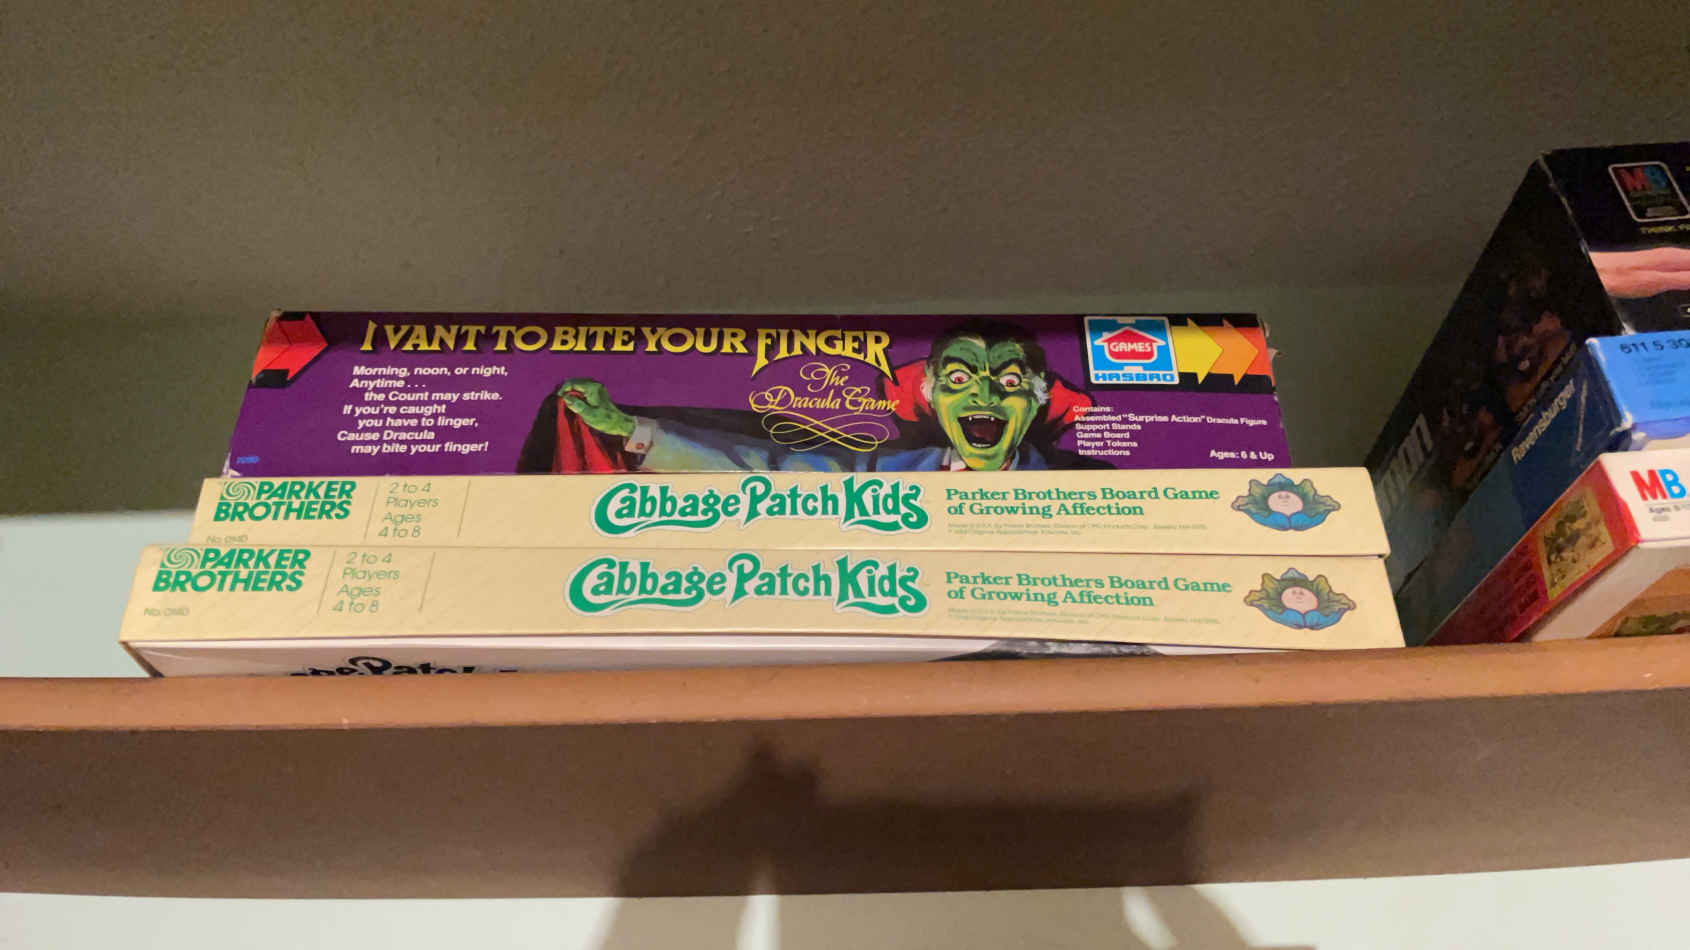 I VANT TO BITE YOUR FINGER
The
Dracula Game
Morning, noon, or night,
Anytime . . .
the Count may strike.
If you're caught
you have to linger,
Cause Dracula
may bite your finger!
GAMES
HASBRO
Contains:
Assembled "Surprise Action" Dracula Figure
Support Stands
Game Board
Player Tokens
Instructions
Ages: 6 & Up
PARKER
BROTHERS
2 to 4
Players
Ages
4 to 8
Cabbage Patch Kids
Parker Brothers Board Game
of Growing Affection
PARKER
BROTHERS
2 to 4
Players
Ages
4 to 8
Cabbage Patch Kids
Parker Brothers Board Game
of Growing Affection
MB
611 5 30
Ravensburger
MB